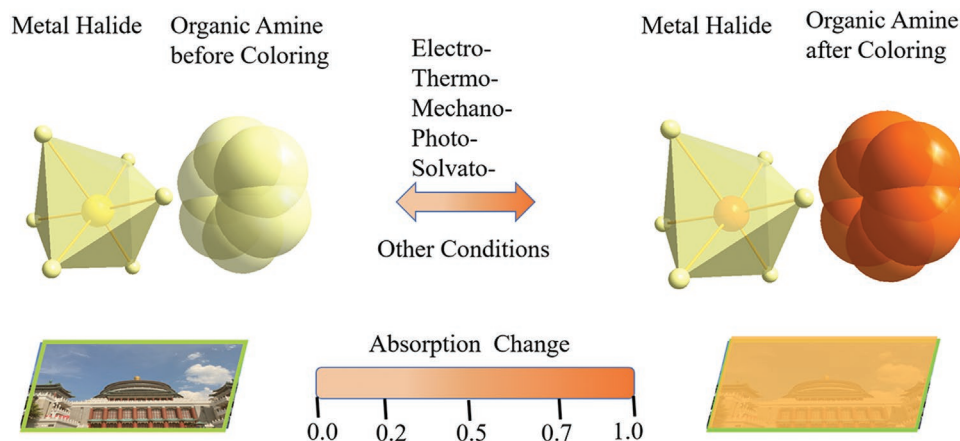 Metal Halide
Organic Amine
before Coloring
Electro-
Thermo-
Mechano-
Photo-
Solvato-
Other Conditions
Metal Halide
Organic Amine
after Coloring
Absorption Change
0.0 0.2 0.5 0.7 1.0